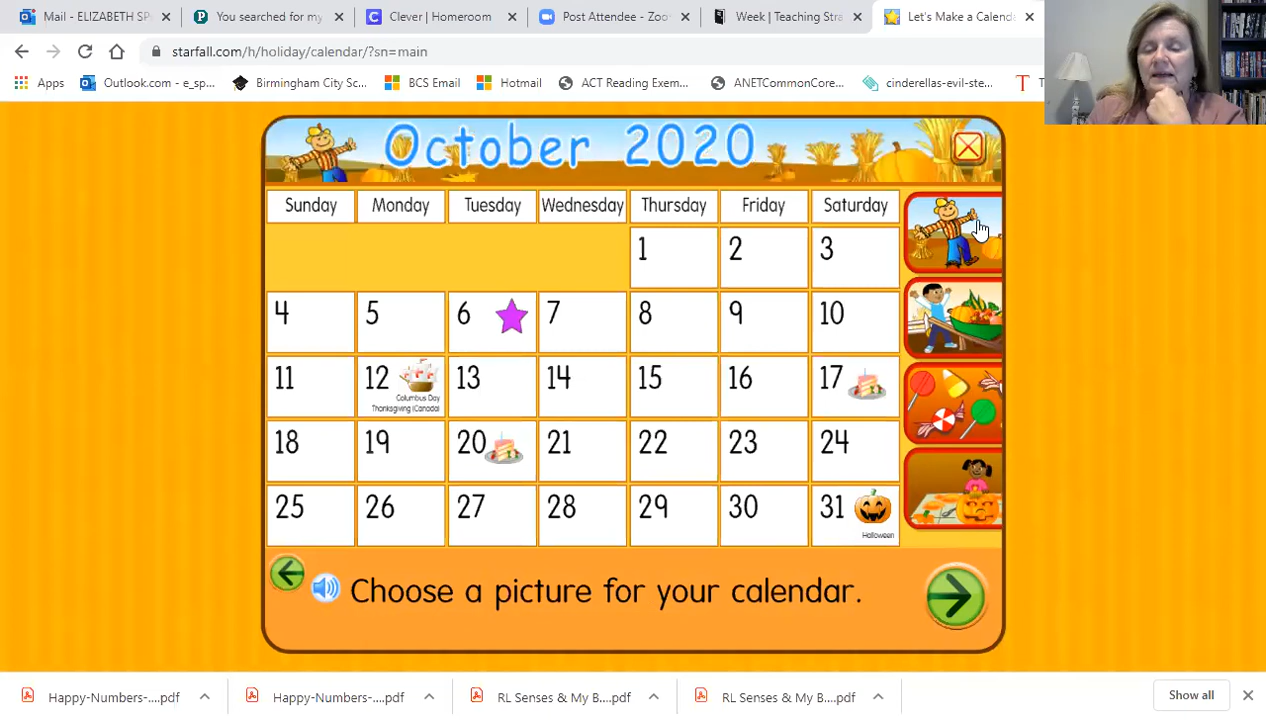 Mail - ELIZABETH SP
You searched for my
Clever | Homeroom
Post Attendee - Zoo
Week | Teaching Stra
Let's Make a Calend
starfall.com/h/holiday/calendar/?sn=main
Apps
Outlook.com - e_sp...
Birmingham City Sc...
BCS Email
Hotmail
ACT Reading Exem...
ANETCommonCore...
cinderellas-evil-ste...
T
October 2020
Sunday Monday Tuesday Wednesday Thursday Friday Saturday
1 2 3
4 5 6 7 8 9 10
11 12 13 14 15 16 17
Columbus Day
Thanksgiving (Canada)
18 19 20 21 22 23 24
25 26 27 28 29 30 31
Halloween
Choose a picture for your calendar.
Happy-Numbers-....pdf
Happy-Numbers-....pdf
RL Senses & My B....pdf
RL Senses & My B....pdf
Show all